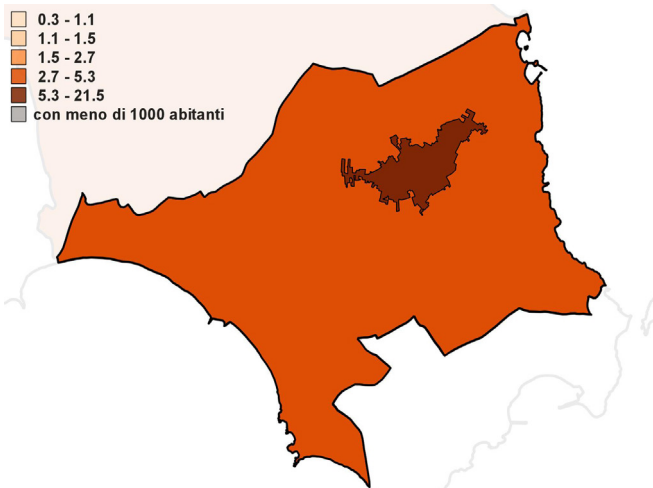 0.3 - 1.1
1.1 - 1.5
1.5 - 2.7
2.7 - 5.3
5.3 - 21.5
con meno di 1000 abitanti